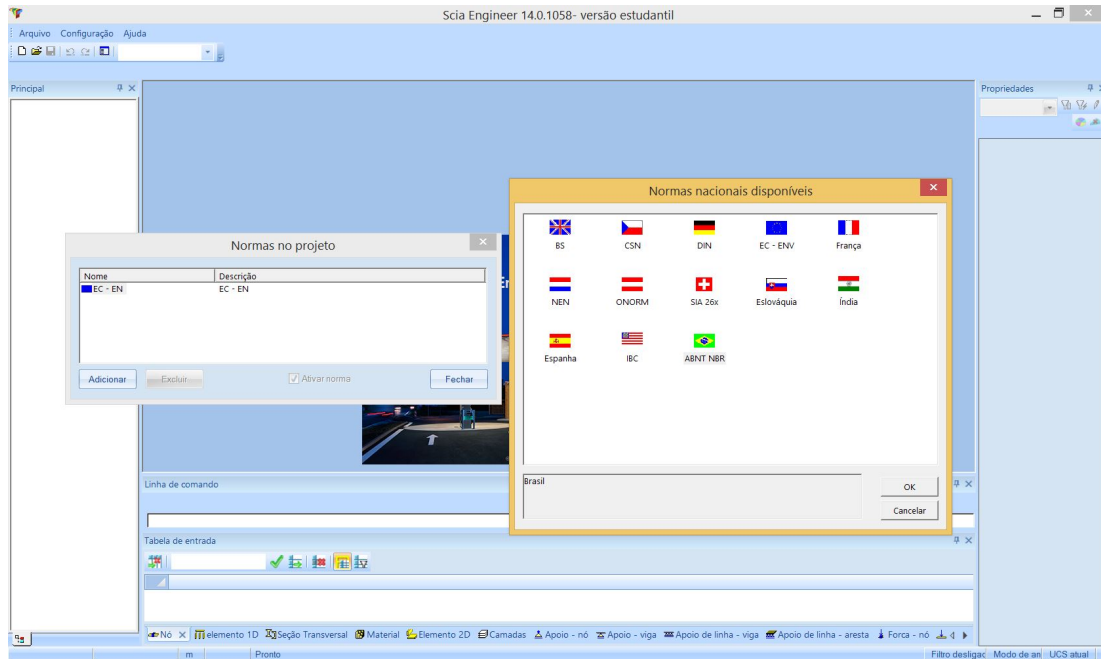 Scia Engineer 14.0.1058- versão estudantil
Arquivo Configuração Ajuda
Principal
Propriedades
Normas nacionais disponíveis
BS CSN DIN EC - ENV França
NEN ONORM SIA 26x Eslováquia Índia
Espanha IBC ABNT NBR
Brasil
OK
Cancelar
Normas no projeto
Nome Descrição
EC - EN EC - EN
Adicionar Excluir Ativar norma Fechar
Linha de comando
Tabela de entrada
Nó elemento 1D Seção Transversal Material Elemento 2D Camadas Apoio - nó Apoio - viga Apoio de linha - viga Apoio de linha - aresta Forca - nó
m Pronto Filtro desligac Modo de an UCS atual